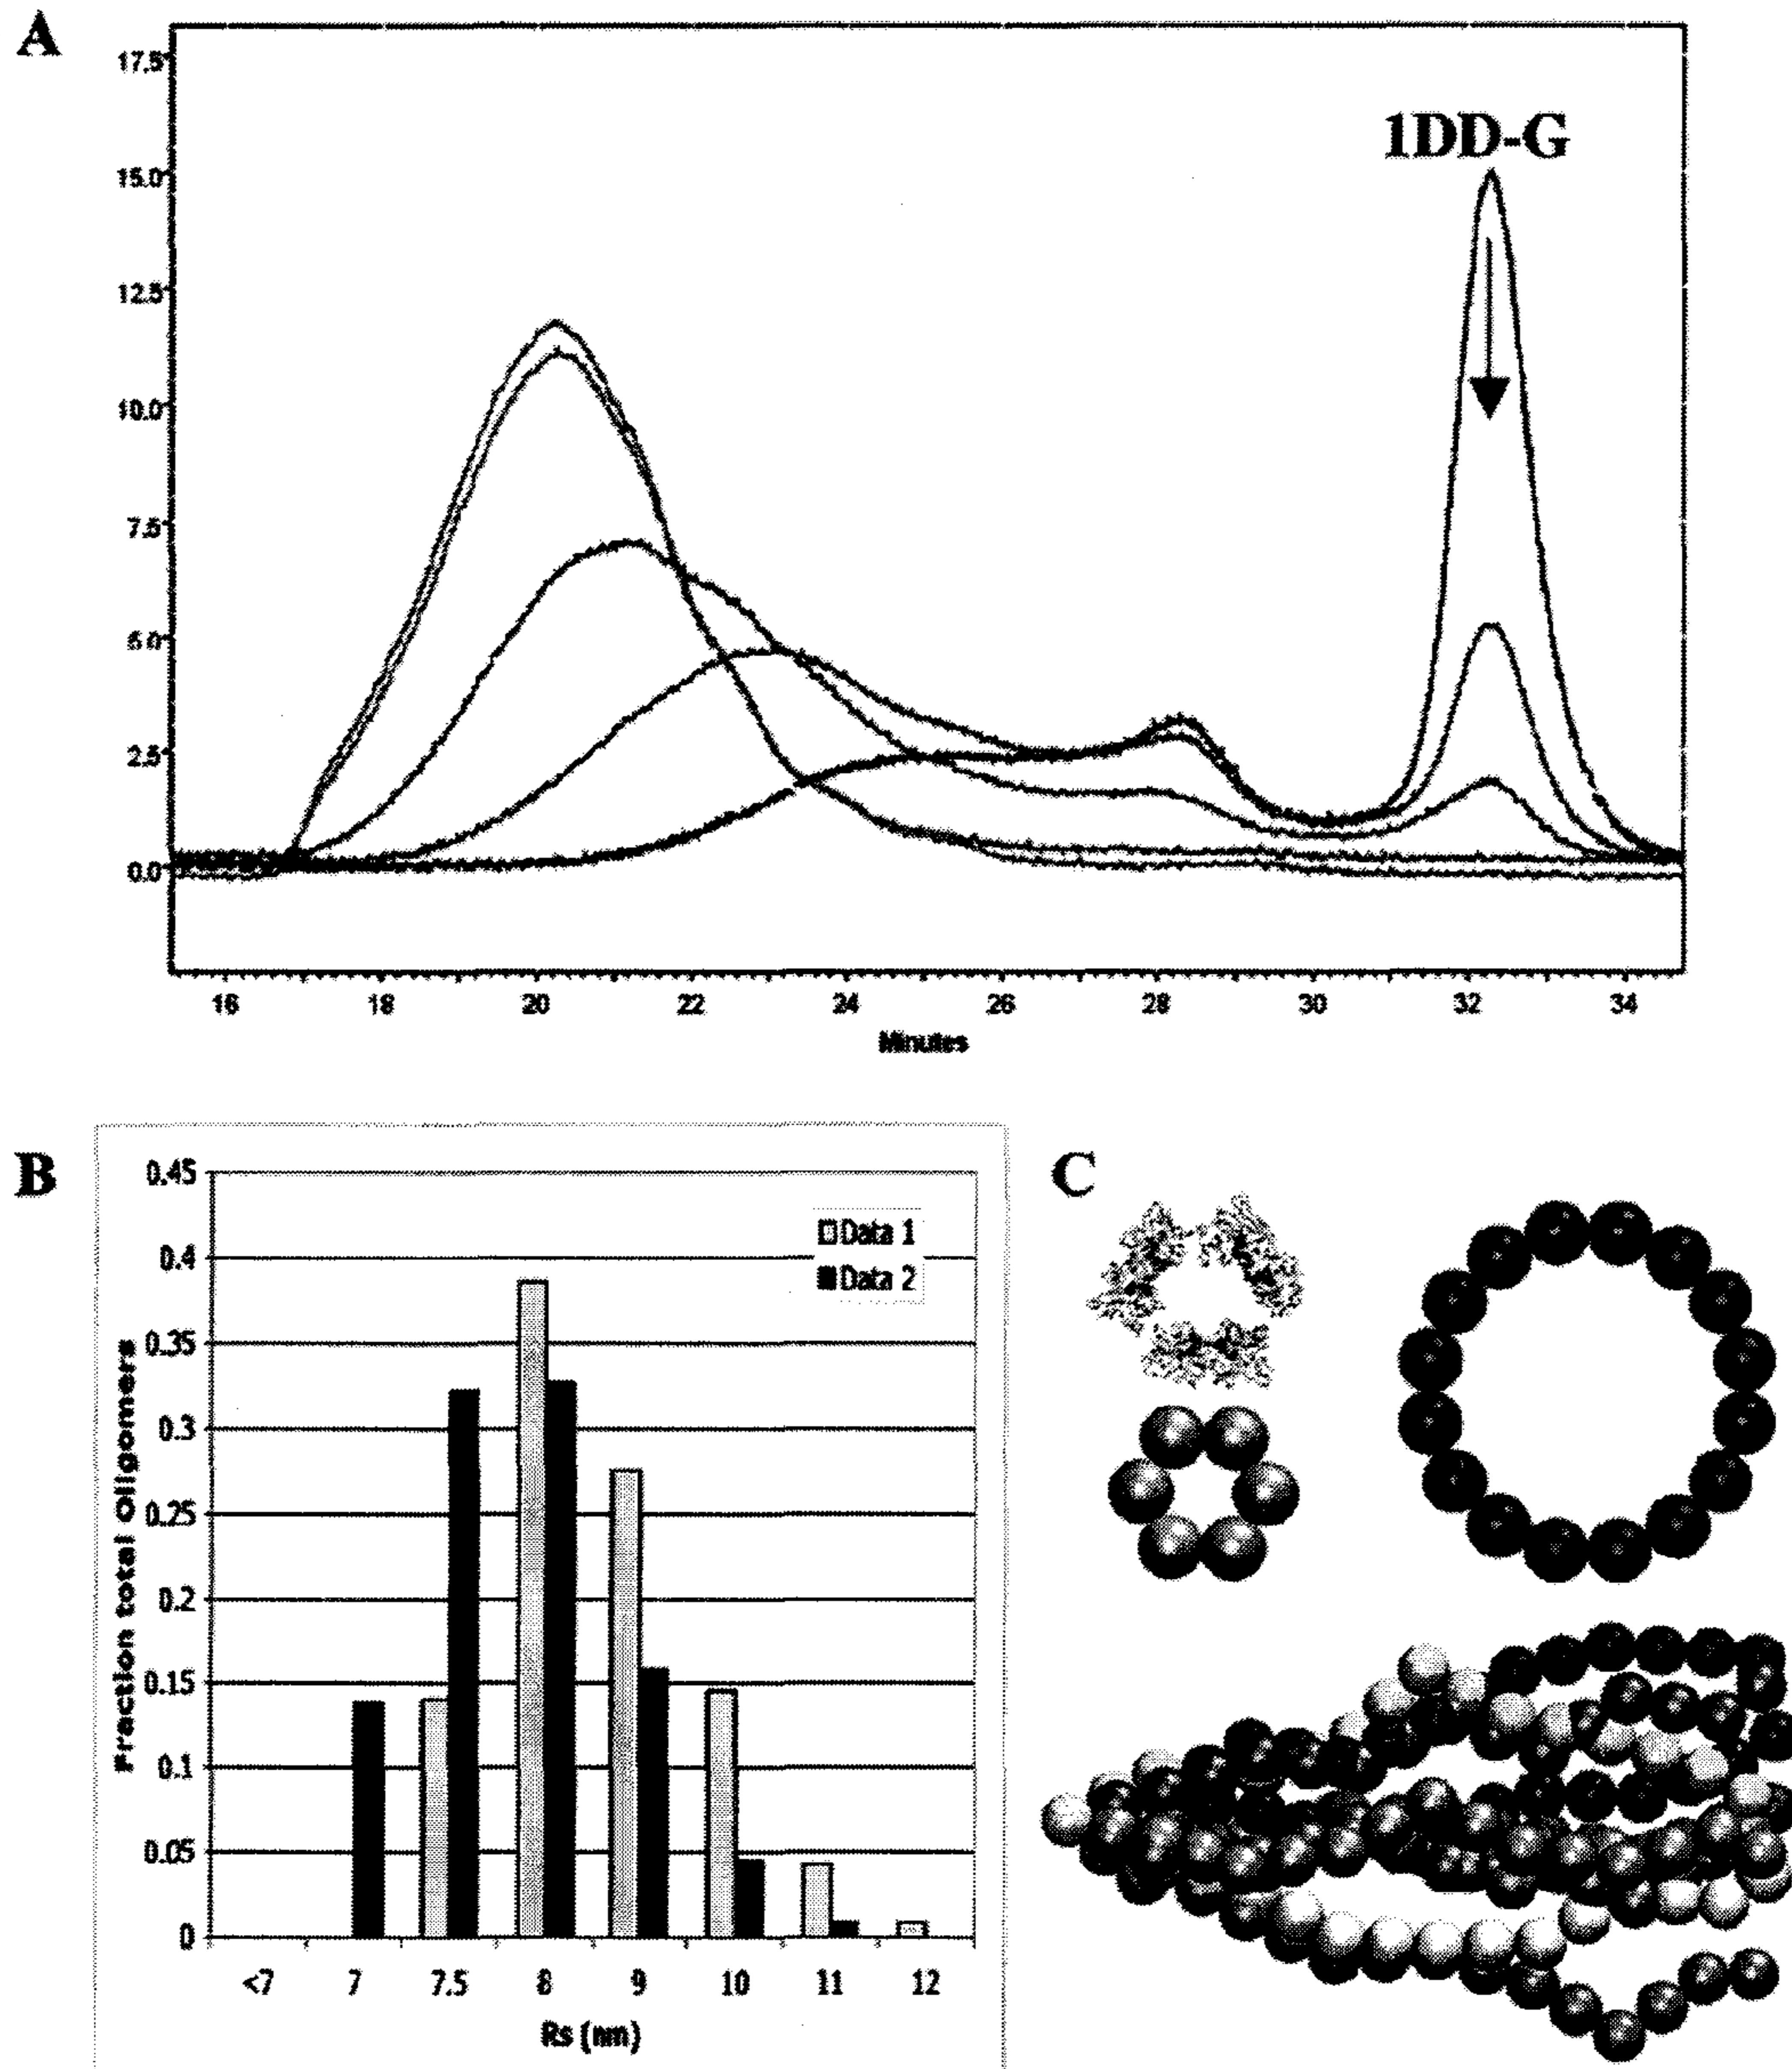 A
17.5
15.0
12.5
10.0
7.5
5.0
2.5
0.0
1DD-G
16 18 20 22 24 26 28 30 32 34
Minutes
B
0.45
0.4
0.35
0.3
0.25
0.2
0.15
0.1
0.05
0
Fraction total Oligomers
Data 1
Data 2
<7 7 7.5 8 9 10 11 12
Rs (nm)
C